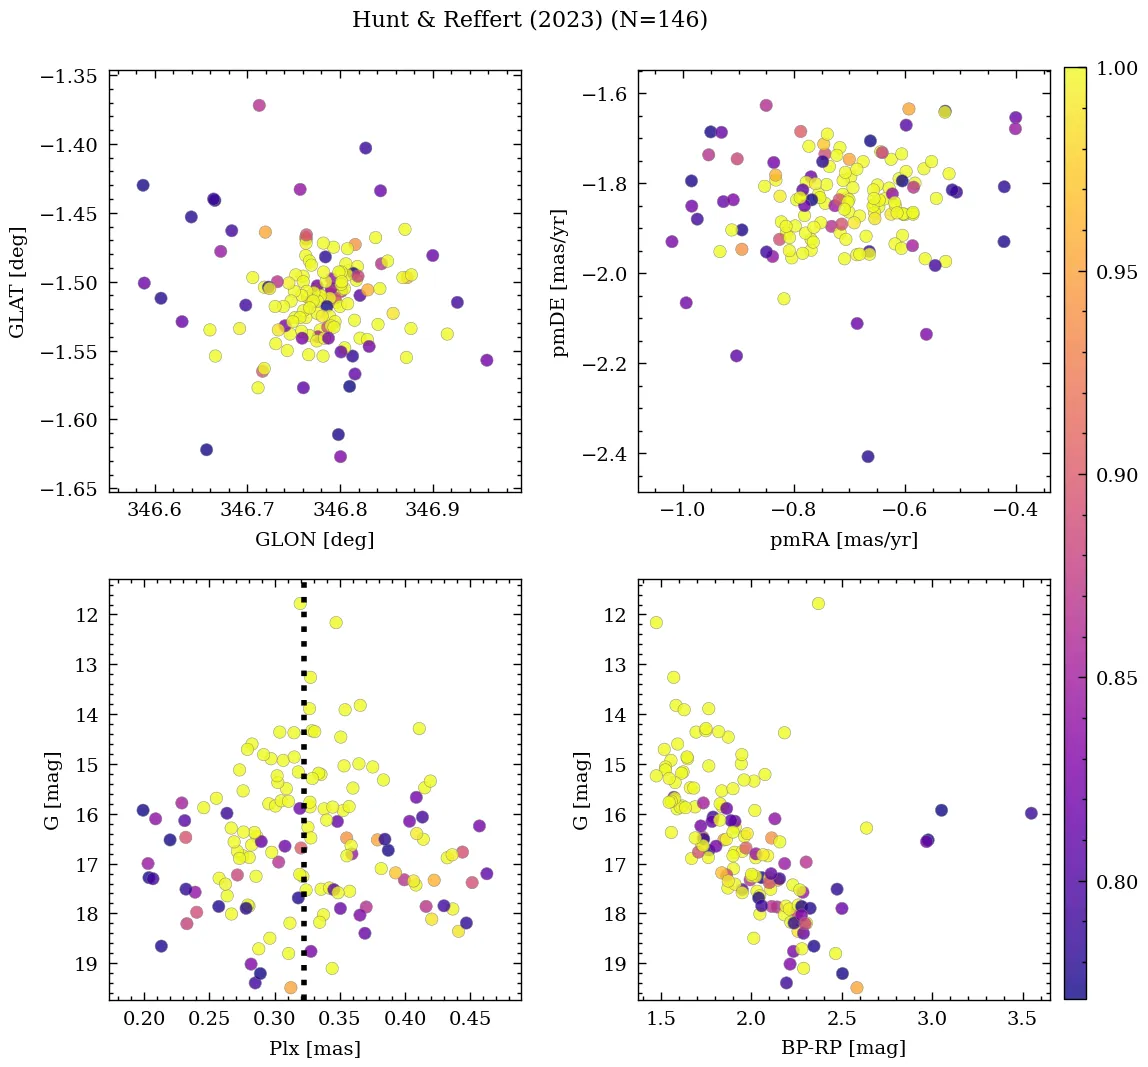 Hunt & Reffert (2023) (N=146)
−1.35
−1.40
−1.45
−1.50
−1.55
−1.60
−1.65
GLAT [deg]
346.6 346.7 346.8 346.9
GLON [deg]
−1.6
−1.8
−2.0
−2.2
−2.4
pmDE [mas/yr]
−1.0 −0.8 −0.6 −0.4
pmRA [mas/yr]
12
13
14
15
16
17
18
19
G [mag]
0.20 0.25 0.30 0.35 0.40 0.45
Plx [mas]
12
13
14
15
16
17
18
19
G [mag]
1.5 2.0 2.5 3.0 3.5
BP-RP [mag]
1.00
0.95
0.90
0.85
0.80